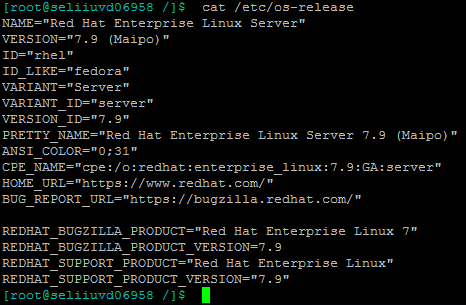 [root@seliiuvd06958 /]$  cat /etc/os-release
NAME="Red Hat Enterprise Linux Server"
VERSION="7.9 (Maipo)"
ID="rhel"
ID_LIKE="fedora"
VARIANT="Server"
VARIANT_ID="server"
VERSION_ID="7.9"
PRETTY_NAME="Red Hat Enterprise Linux Server 7.9 (Maipo)"
ANSI_COLOR="0;31"
CPE_NAME="cpe:/o:redhat:enterprise_linux:7.9:GA:server"
HOME_URL="https://www.redhat.com/"
BUG_REPORT_URL="https://bugzilla.redhat.com/"

REDHAT_BUGZILLA_PRODUCT="Red Hat Enterprise Linux 7"
REDHAT_BUGZILLA_PRODUCT_VERSION=7.9
REDHAT_SUPPORT_PRODUCT="Red Hat Enterprise Linux"
REDHAT_SUPPORT_PRODUCT_VERSION="7.9"
[root@seliiuvd06958 /]$